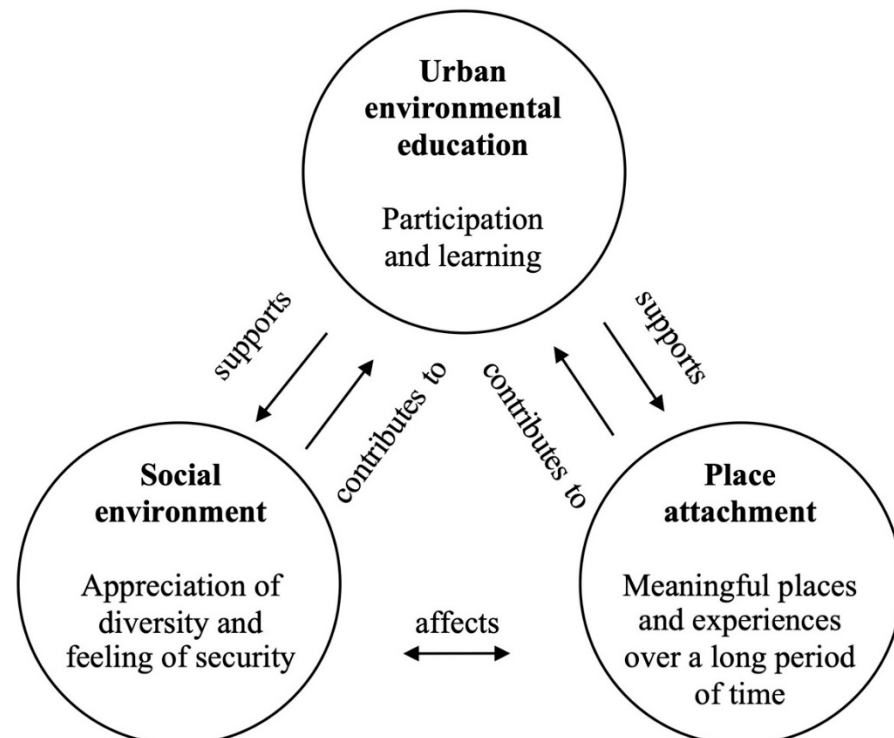 Urban
environmental
education
Participation
and learning
supports
supports
contributes to
contributes to
Social
environment
Appreciation of
diversity and
feeling of security
affects
Place
attachment
Meaningful places
and experiences
over a long period
of time